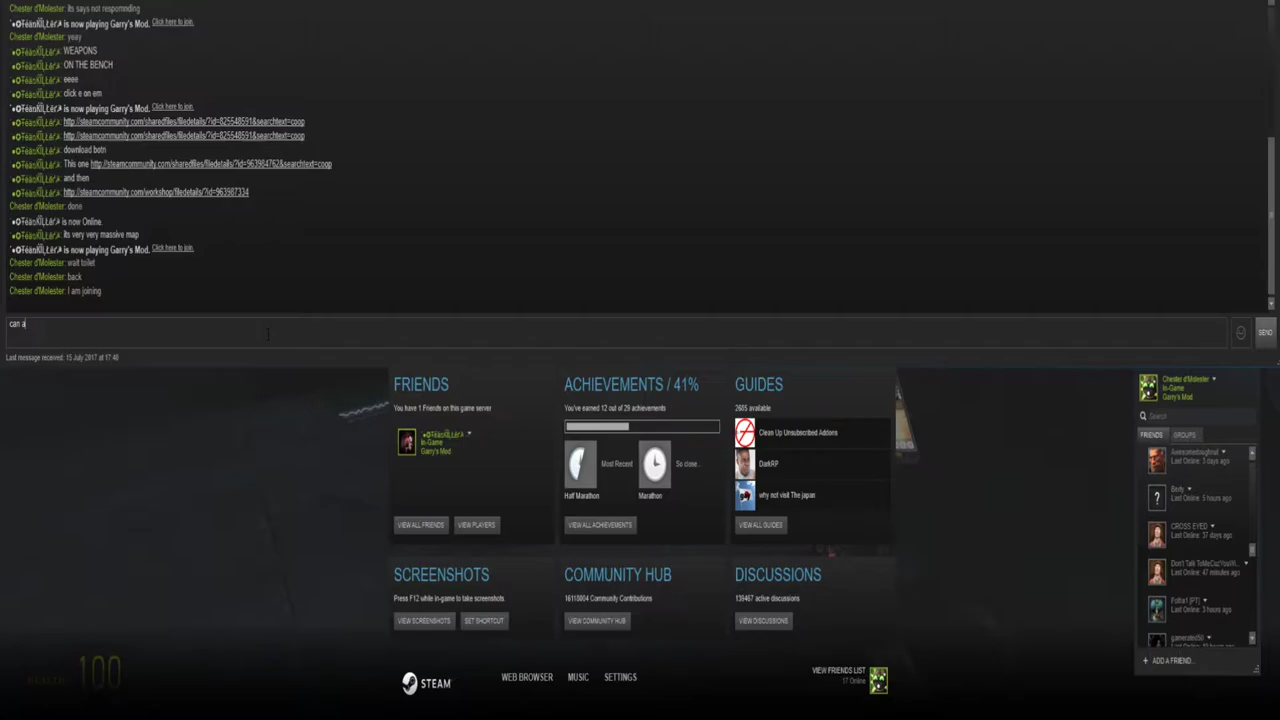 Chester d'Molester: its says not respomnding
is now playing Garry's Mod. Click here to join.
Chester d'Molester: yeay
WEAPONS
ON THE BENCH
eeee
click e on em
is now playing Garry's Mod. Click here to join.
http://steamcommunity.com/sharedfiles/filedetails/?id=825548591&searchtext=coop
http://steamcommunity.com/sharedfiles/filedetails/?id=825548591&searchtext=coop
download botn
This one http://steamcommunity.com/sharedfiles/filedetails/?id=963984762&searchtext=coop
and then
http://steamcommunity.com/workshop/filedetails/?id=963987334
Chester d'Molester: done
is now Online.
its very very massive map
is now playing Garry's Mod. Click here to join.
Chester d'Molester: wait toilet
Chester d'Molester: back
Chester d'Molester: I am joining
can a
SEND
Last message received: 15 July 2017 at 17:40
FRIENDS
You have 1 Friends on this game server
In-Game
Garry's Mod
VIEW ALL FRIENDS VIEW PLAYERS
ACHIEVEMENTS / 41%
You've earned 12 out of 29 achievements
Most Recent So close...
Half Marathon Marathon
VIEW ALL ACHIEVEMENTS
GUIDES
2685 available
Clean Up Unsubscribed Addons
DarkRP
why not visit The japan
VIEW ALL GUIDES
SCREENSHOTS
Press F12 while in-game to take screenshots.
VIEW SCREENSHOTS SET SHORTCUT
COMMUNITY HUB
16118004 Community Contributions
VIEW COMMUNITY HUB
DISCUSSIONS
139467 active discussions
VIEW DISCUSSIONS
Chester d'Molester
In-Game
Garry's Mod
Search
FRIENDS GROUPS
Awesomedoughnut
Last Online: 3 days ago
Last Online: 5 hours ago
CROSS EYED
Last Online: 37 days ago
Don't Talk ToMeCuzYouW...
Last Online: 47 minutes ago
Last Online: 3 hours ago
gamerated50
+ ADD A FRIEND...
HEALTH 100
STEAM
WEB BROWSER MUSIC SETTINGS
VIEW FRIENDS LIST
17 Online